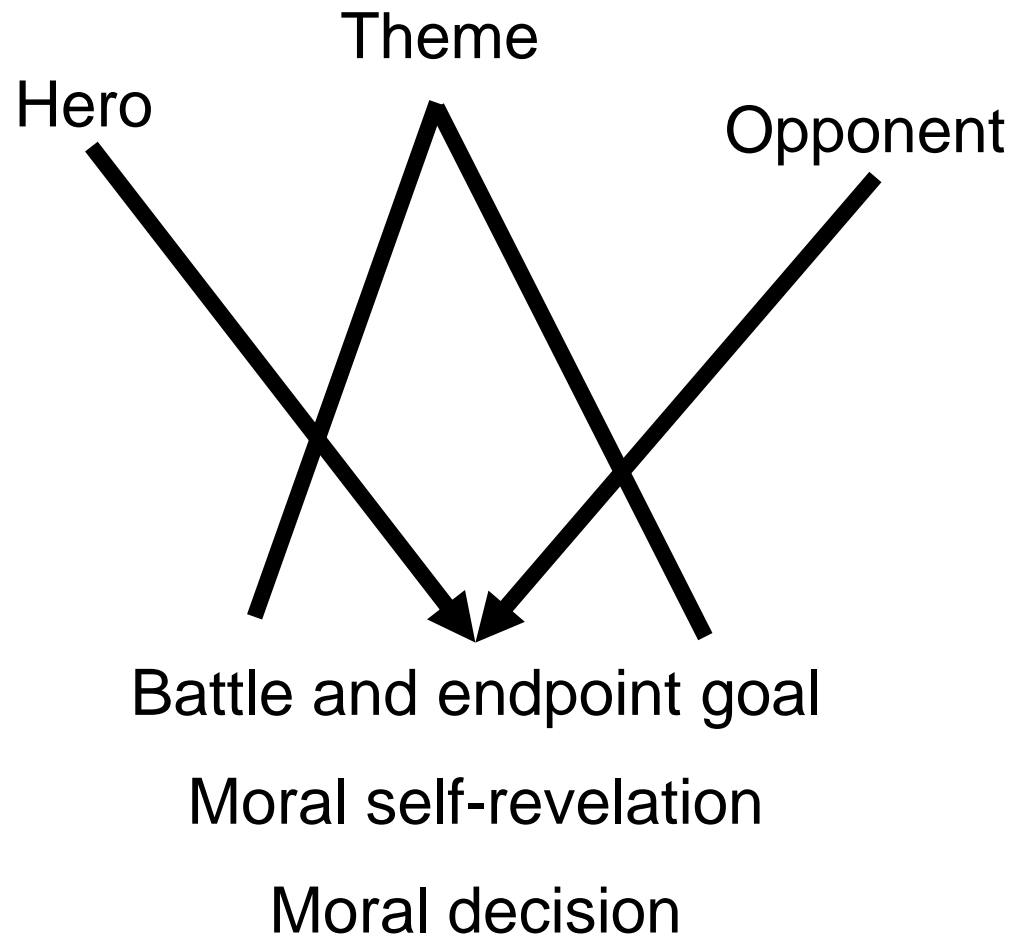 Theme
Hero
Opponent
Battle and endpoint goal
Moral self-revelation
Moral decision